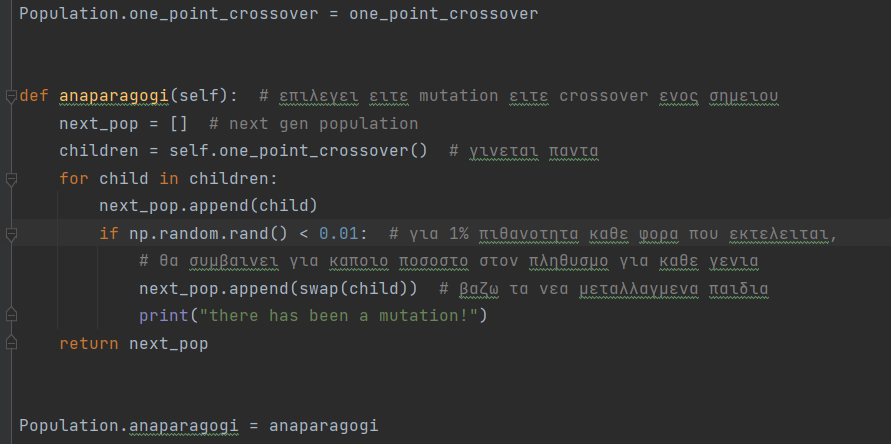 Population.one_point_crossover = one_point_crossover
def anaparagogi(self):  # επιλεγει ειτε mutation ειτε crossover ενος σημειου
    next_pop = []  # next gen population
    children = self.one_point_crossover()  # γινεται παντα
    for child in children:
        next_pop.append(child)
        if np.random.rand() < 0.01:  # για 1% πιθανοτητα καθε φορα που εκτελειται,
            # θα συμβαινει για καποιο ποσοστο στον πληθυσμο για καθε γενια
            next_pop.append(swap(child))  # βαζω τα νεα μεταλλαγμενα παιδια
            print("there has been a mutation!")
    return next_pop
Population.anaparagogi = anaparagogi